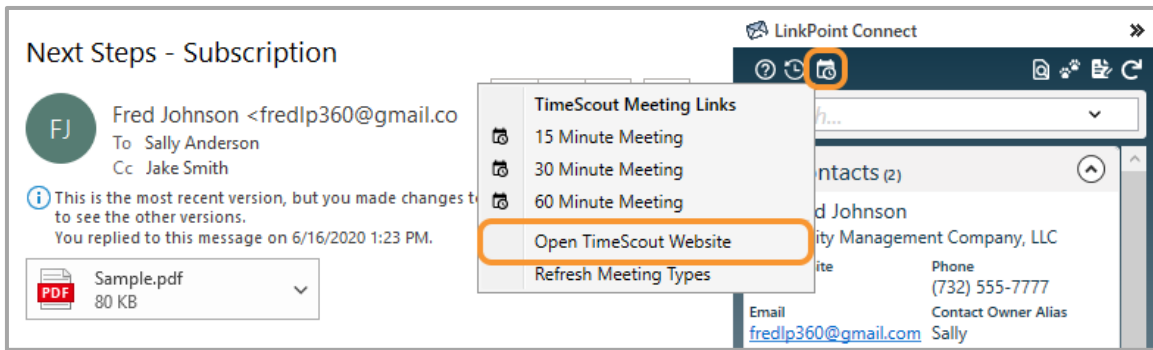 Next Steps - Subscription
FJ
Fred Johnson <fredlp360@gmail.co
To Sally Anderson
Cc Jake Smith
This is the most recent version, but you made changes t
to see the other versions.
You replied to this message on 6/16/2020 1:23 PM.
PDF
Sample.pdf
80 KB
TimeScout Meeting Links
15 Minute Meeting
30 Minute Meeting
60 Minute Meeting
Open TimeScout Website
Refresh Meeting Types
LinkPoint Connect
h...
ntacts (2)
d Johnson
ity Management Company, LLC
ite Phone
(732) 555-7777
Email Contact Owner Alias
fredlp360@gmail.com Sally